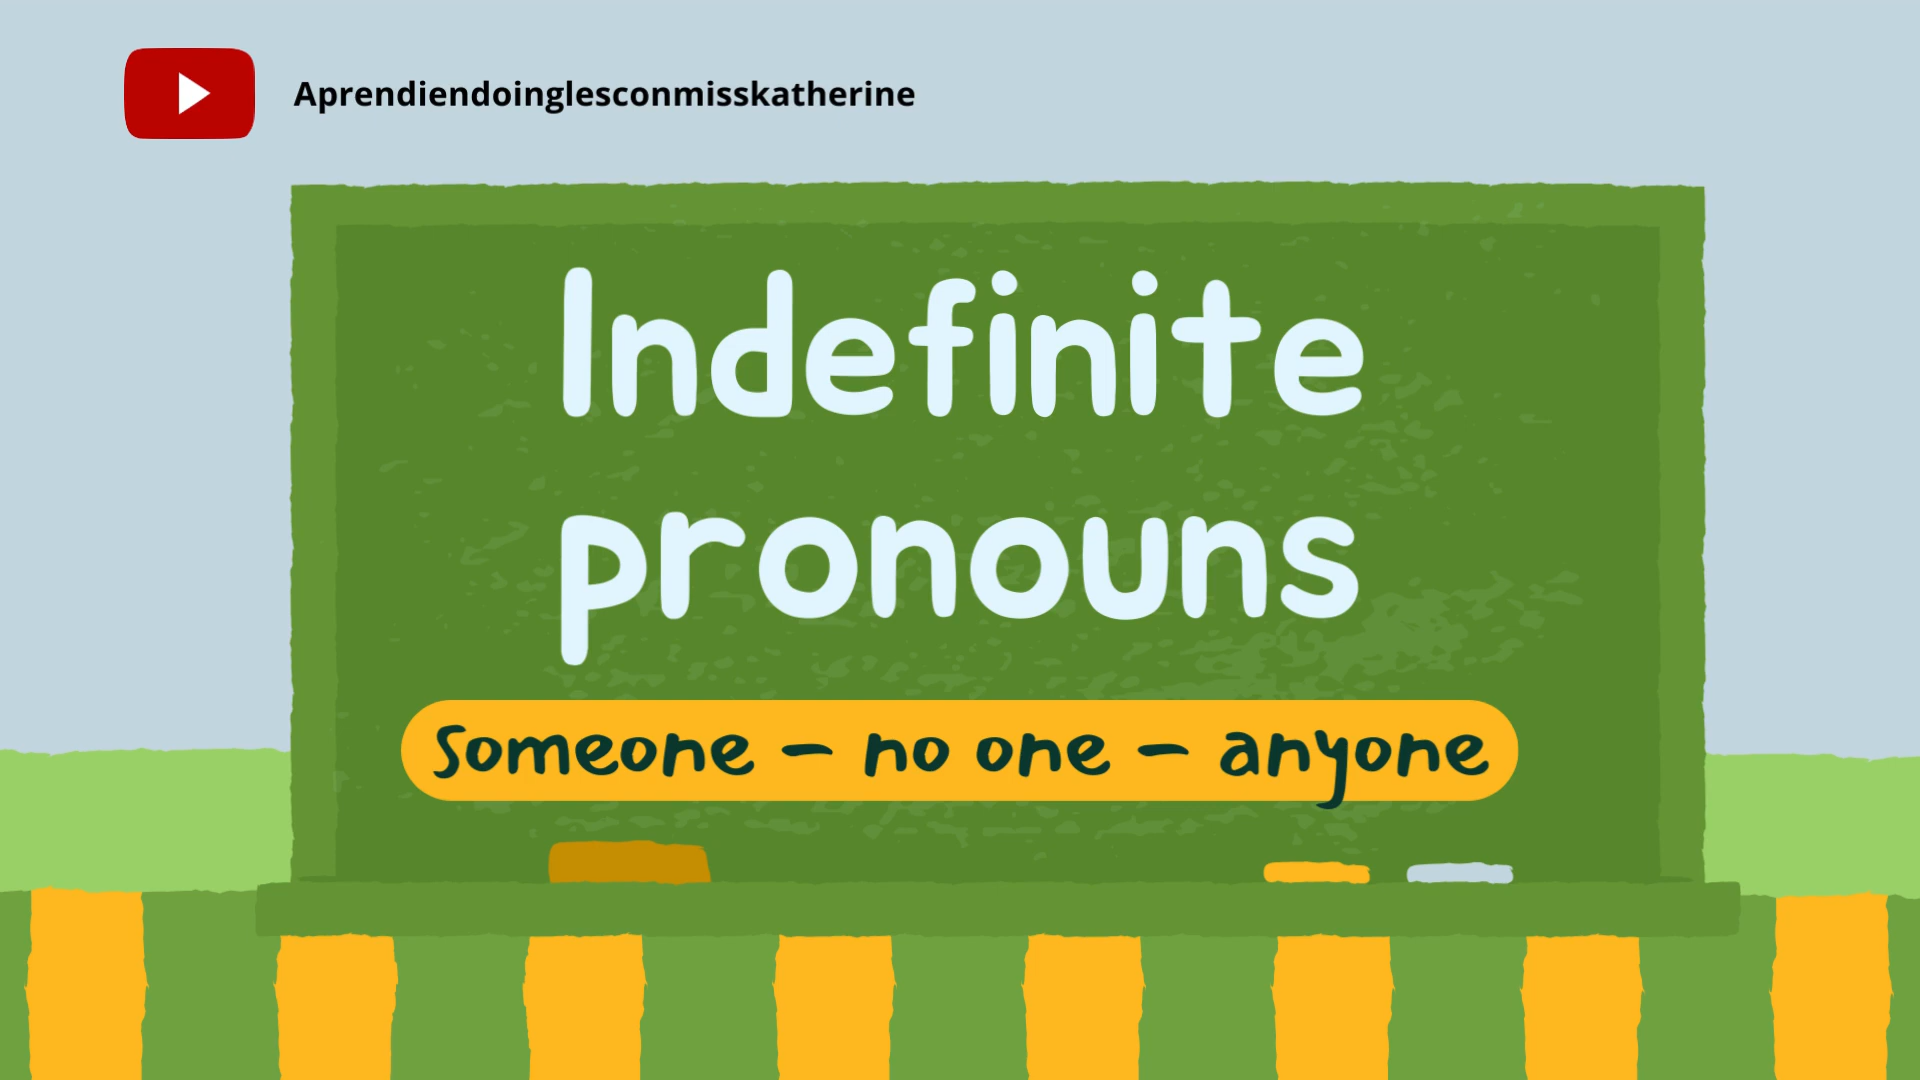 Aprendiendoinglesconmisskatherine
Indefinite
pronouns
Someone – no one – anyone